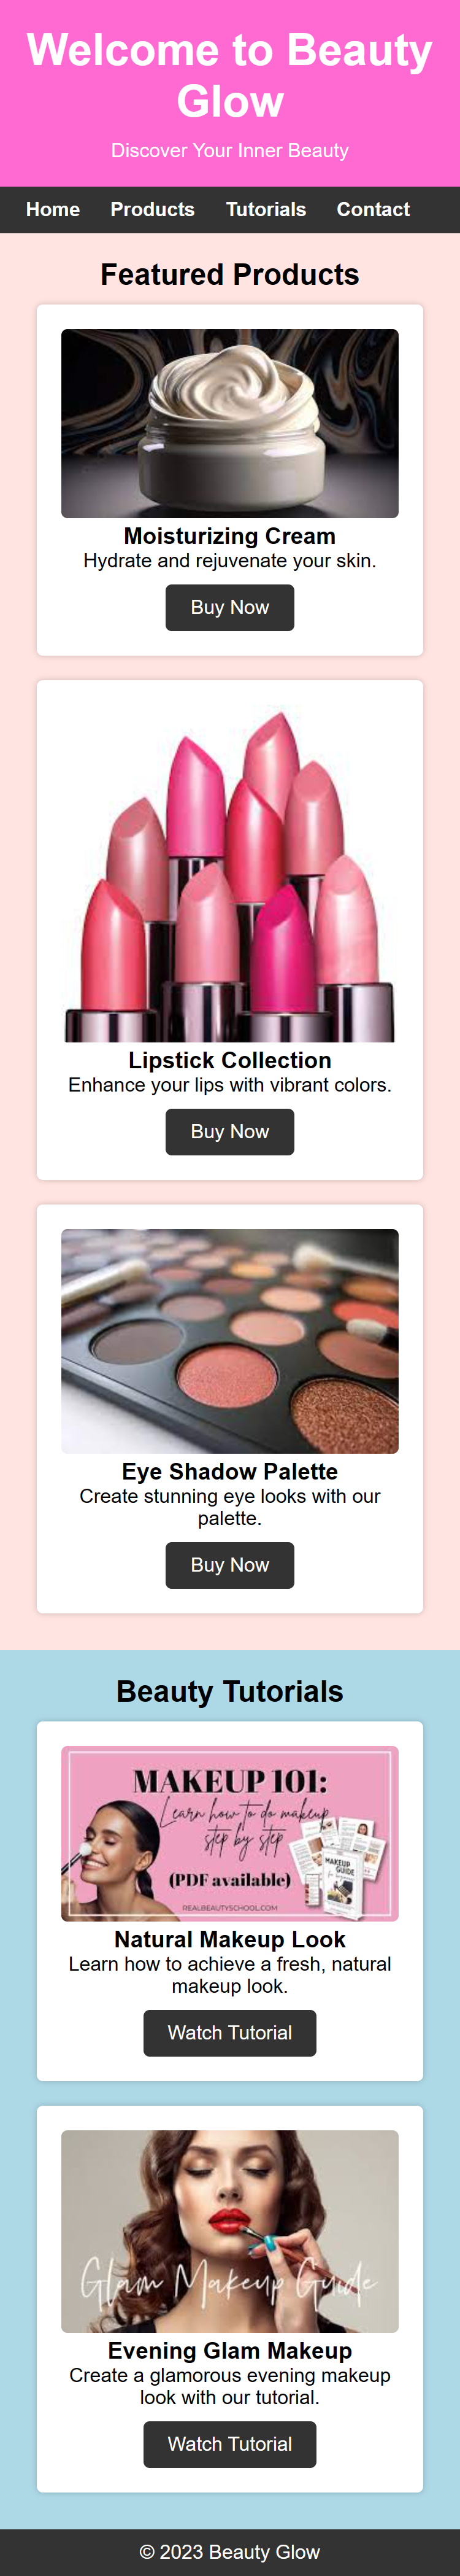 Welcome to Beauty
Glow
Discover Your Inner Beauty
Home Products Tutorials Contact
Featured Products
Moisturizing Cream
Hydrate and rejuvenate your skin.
Buy Now
Lipstick Collection
Enhance your lips with vibrant colors.
Buy Now
Eye Shadow Palette
Create stunning eye looks with our
palette.
Buy Now
Beauty Tutorials
MAKEUP 101:
Learn how to do makeup
step by step
(PDF available)
REALBEAUTYSCHOOL.COM
MAKEUP
GUIDE
Natural Makeup Look
Learn how to achieve a fresh, natural
makeup look.
Watch Tutorial
Glam Makeup Guide
Evening Glam Makeup
Create a glamorous evening makeup
look with our tutorial.
Watch Tutorial
© 2023 Beauty Glow